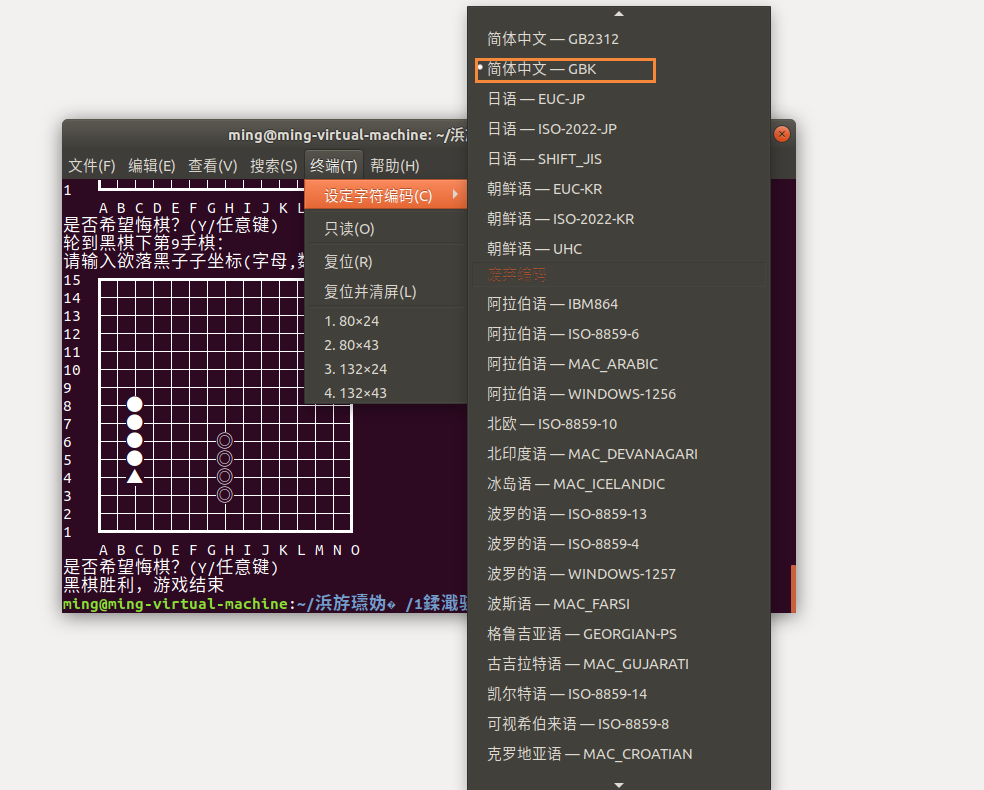 ming@ming-virtual-machine: ~/浜
文件(F) 编辑(E) 查看(V) 搜索(S) 终端(T) 帮助(H)
1
A B C D E F G H I J K L
是否希望悔棋？(Y/任意键)
轮到黑棋下第9手棋:
请输入欲落黑子子坐标(字母,
15
14
13
12
11
10
9
8
7
6
5
4
3
2
1
A B C D E F G H I J K L M N O
是否希望悔棋？(Y/任意键)
黑棋胜利，游戏结束
ming@ming-virtual-machine:~/浜斿瓙妫� /1
设定字符编码(C)
只读(O)
复位(R)
复位并清屏(L)
1. 80×24
2. 80×43
3. 132×24
4. 132×43
简体中文 — GB2312
简体中文 — GBK
日语 — EUC-JP
日语 — ISO-2022-JP
日语 — SHIFT_JIS
朝鲜语 — EUC-KR
朝鲜语 — ISO-2022-KR
朝鲜语 — UHC
废弃编码
阿拉伯语 — IBM864
阿拉伯语 — ISO-8859-6
阿拉伯语 — MAC_ARABIC
阿拉伯语 — WINDOWS-1256
北欧 — ISO-8859-10
北印度语 — MAC_DEVANAGARI
冰岛语 — MAC_ICELANDIC
波罗的语 — ISO-8859-13
波罗的语 — ISO-8859-4
波罗的语 — WINDOWS-1257
波斯语 — MAC_FARSI
格鲁吉亚语 — GEORGIAN-PS
古吉拉特语 — MAC_GUJARATI
凯尔特语 — ISO-8859-14
可视希伯来语 — ISO-8859-8
克罗地亚语 — MAC_CROATIAN